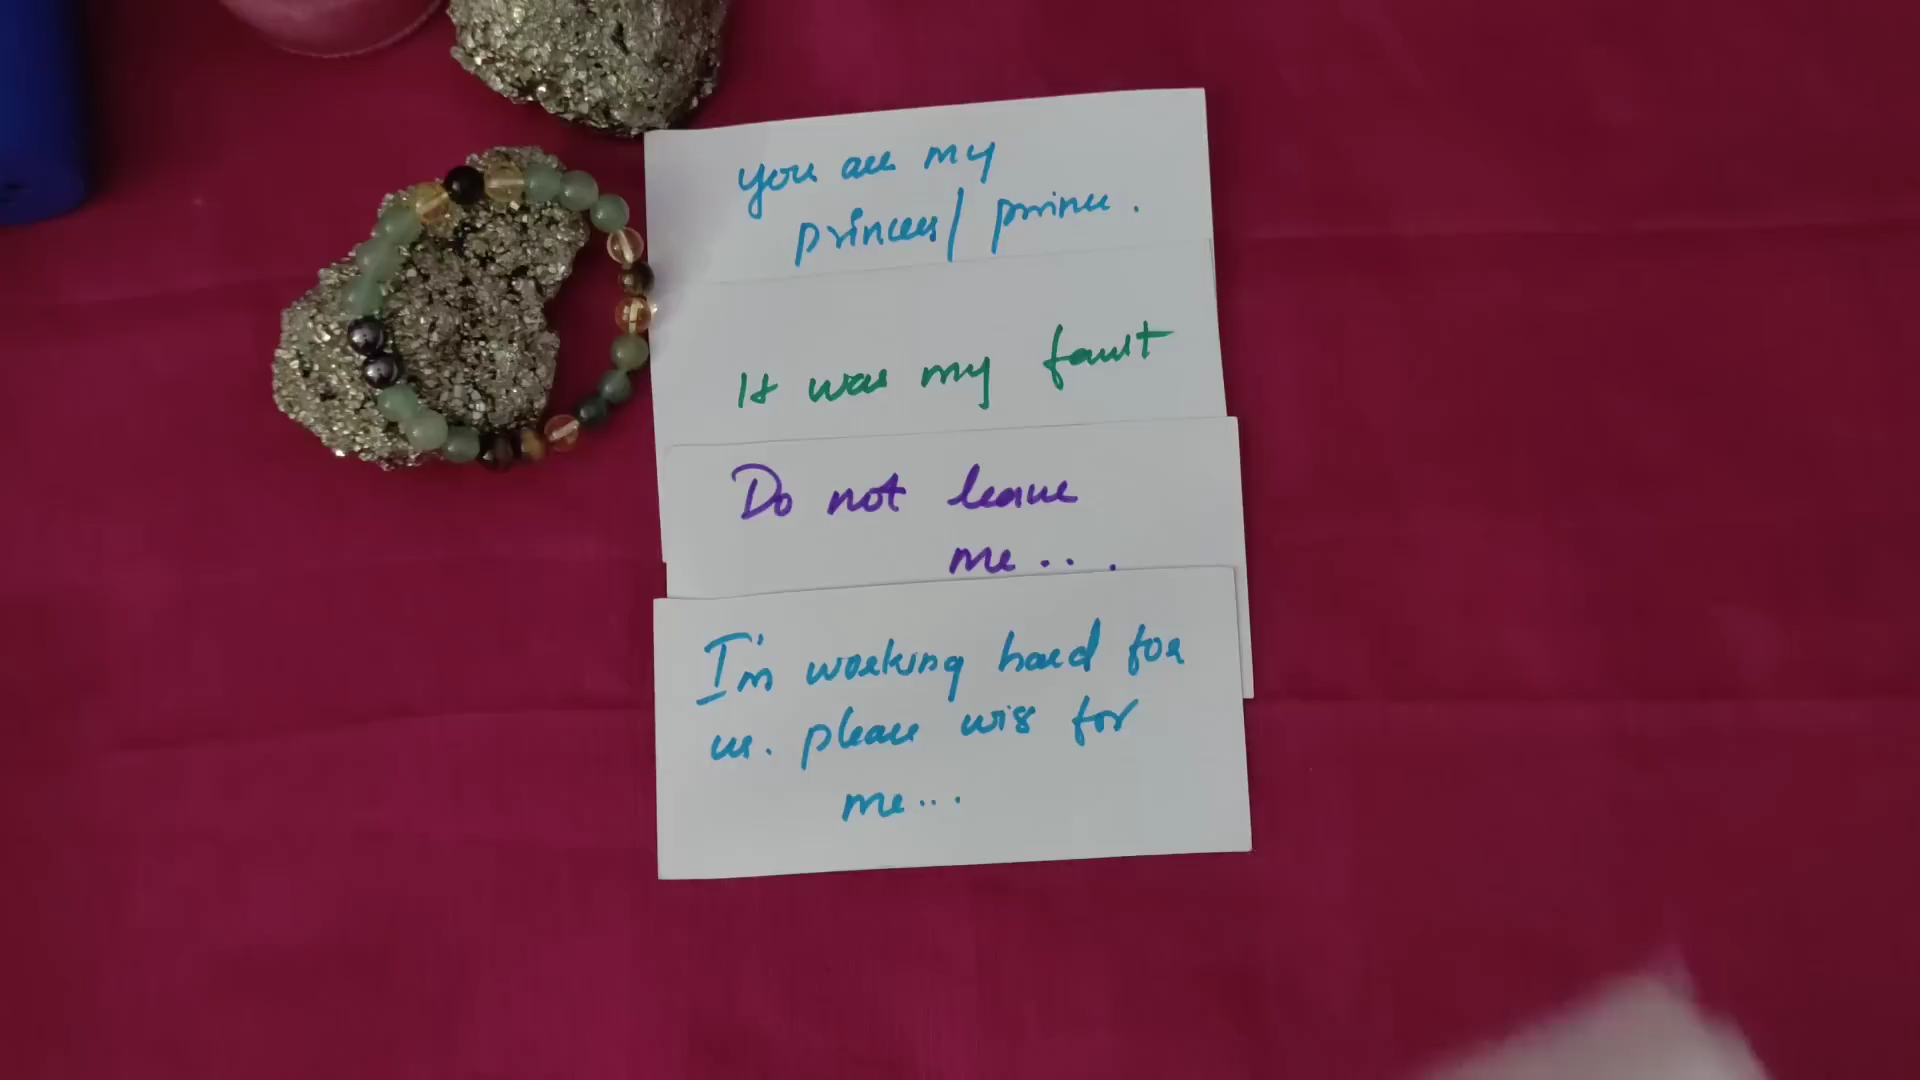 you are my
princess/ prince.
It was my fault
Do not leave
me...
I'm working hard for
us. please wis for
me...